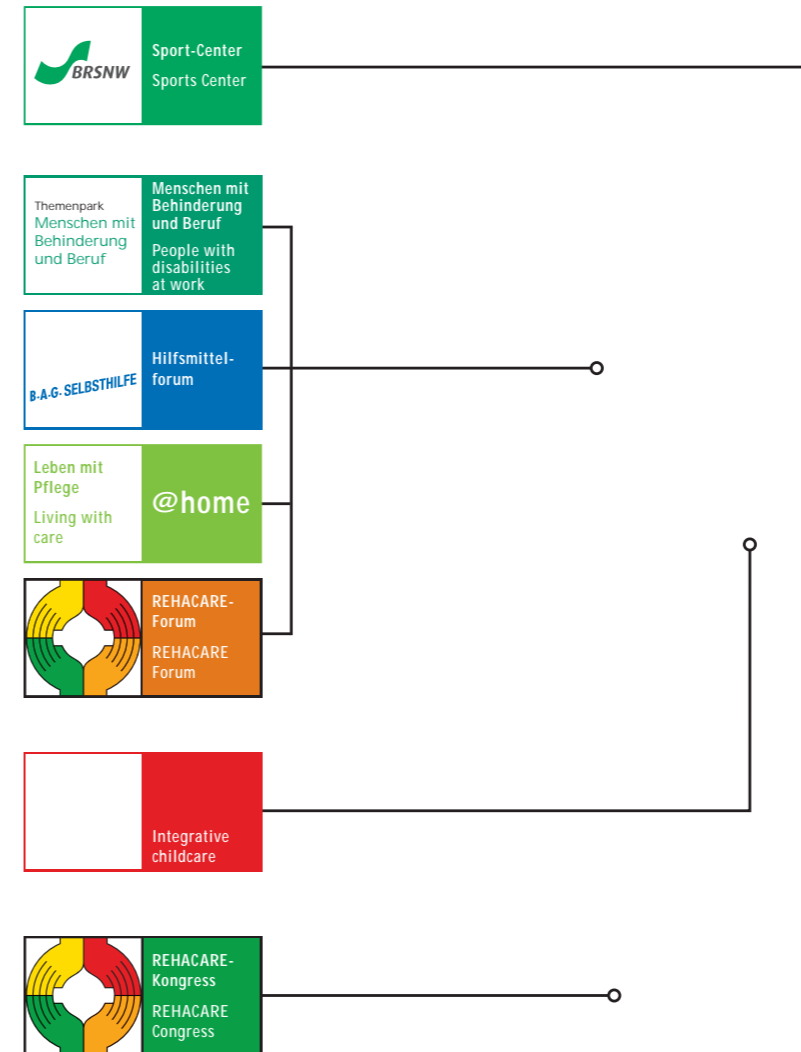 BRSNW
Sport-Center
Sports Center
Themenpark
Menschen mit
Behinderung
und Beruf
Menschen mit
Behinderung
und Beruf
People with
disabilities
at work
B·A·G· SELBSTHILFE
Hilfsmittel-
forum
Leben mit
Pflege
Living with
care
@home
REHACARE-
Forum
REHACARE
Forum
Integrative
childcare
REHACARE-
Kongress
REHACARE
Congress